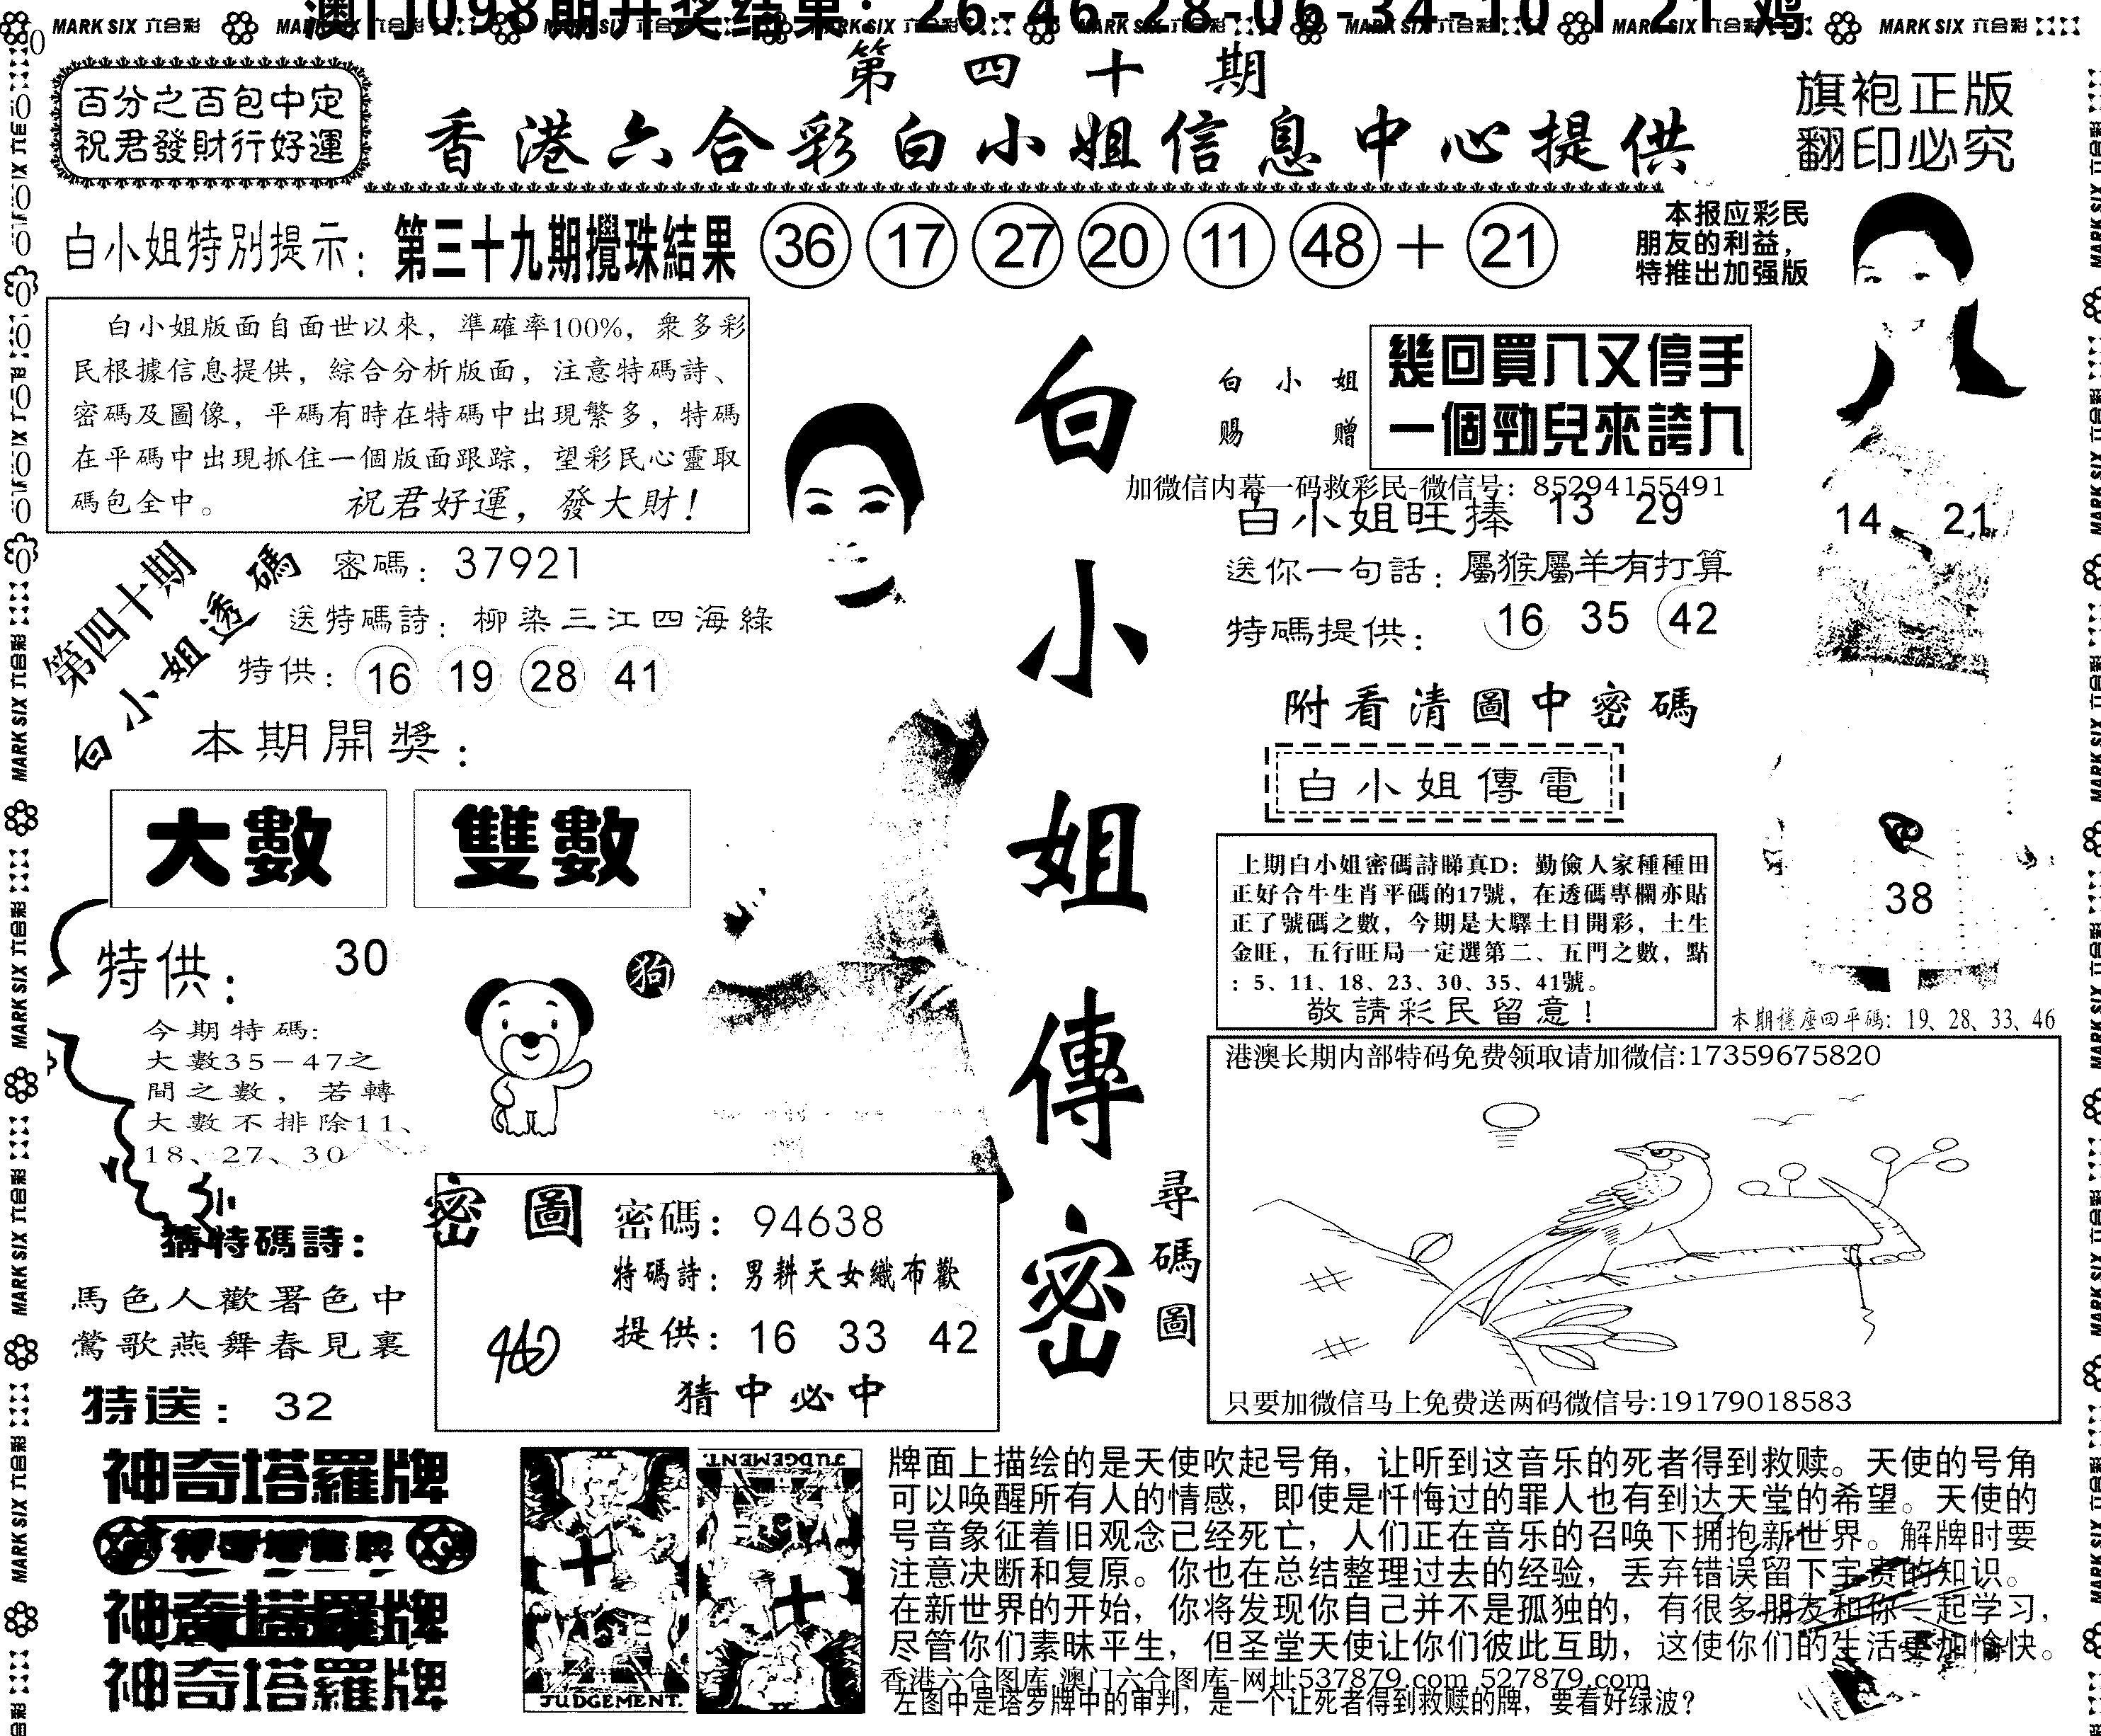 澳门098期开奖结果：26-46-28-06-34-10 T 21 鸡
MARK SIX 六合彩
第四十期
百分之百包中定
祝君發財行好運
香港六合彩白小姐信息中心提供
旗袍正版
翻印必究
白小姐特別提示：第三十九期攪珠結果 36 17 27 20 11 48 + 21
本报应彩民
朋友的利益，
特推出加强版
白小姐版面自面世以來，準確率100%，衆多彩
民根據信息提供，綜合分析版面，注意特碼詩、
密碼及圖像，平碼有時在特碼中出現繁多，特碼
在平碼中出現抓住一個版面跟踪，望彩民心靈取
碼包全中。 祝君好運，發大財！
第四十期
白小姐透碼
密碼：37921
送特碼詩：柳染三江四海綠
特供：16 19 28 41
本期開獎：
大數 雙數
特供：30
狗
今期特碼:
大數35－47之
間之數，若轉
大數不排除11、
18、27、30
猜特碼詩：
馬色人歡署色中
鶯歌燕舞春見裏
特送：32
密圖
密碼：94638
特碼詩：男耕天女織布歡
提供：16 33 42
猜中必中
白小姐傳密
白小姐
赐赠
幾回買八又停手
一個勁兒來誇九
加微信内幕一码救彩民-微信号：85294155491
白小姐旺捧 13 29
送你一句話：屬猴屬羊有打算
特碼提供：16 35 42
附看清圖中密碼
白小姐傳電
上期白小姐密碼詩睇真D：勤儉人家種種田
正好合牛生肖平碼的17號，在透碼專欄亦貼
正了號碼之數，今期是大驛土日開彩，土生
金旺，五行旺局一定選第二、五門之數，點
：5、11、18、23、30、35、41號。
敬請彩民留意！
14 21
38
本期穩座四平碼：19、28、33、46
尋碼圖
港澳长期内部特码免费领取请加微信:17359675820
只要加微信马上免费送两码微信号:19179018583
神奇塔羅牌
神奇塔羅牌
神奇塔羅牌
神奇塔羅牌
JUDGEMENT.
JUDGEMENT.
牌面上描绘的是天使吹起号角，让听到这音乐的死者得到救赎。天使的号角
可以唤醒所有人的情感，即使是忏悔过的罪人也有到达天堂的希望。天使的
号音象征着旧观念已经死亡，人们正在音乐的召唤下拥抱新世界。解牌时要
注意决断和复原。你也在总结整理过去的经验，丢弃错误留下宝贵的知识。
在新世界的开始，你将发现你自己并不是孤独的，有很多朋友和你一起学习，
尽管你们素昧平生，但圣堂天使让你们彼此互助，这使你们的生活更加愉快。
香港六合图库 澳门六合图库-网址537879.com 527879.com
左图中是塔罗牌中的审判，是一个让死者得到救赎的牌，要看好绿波？